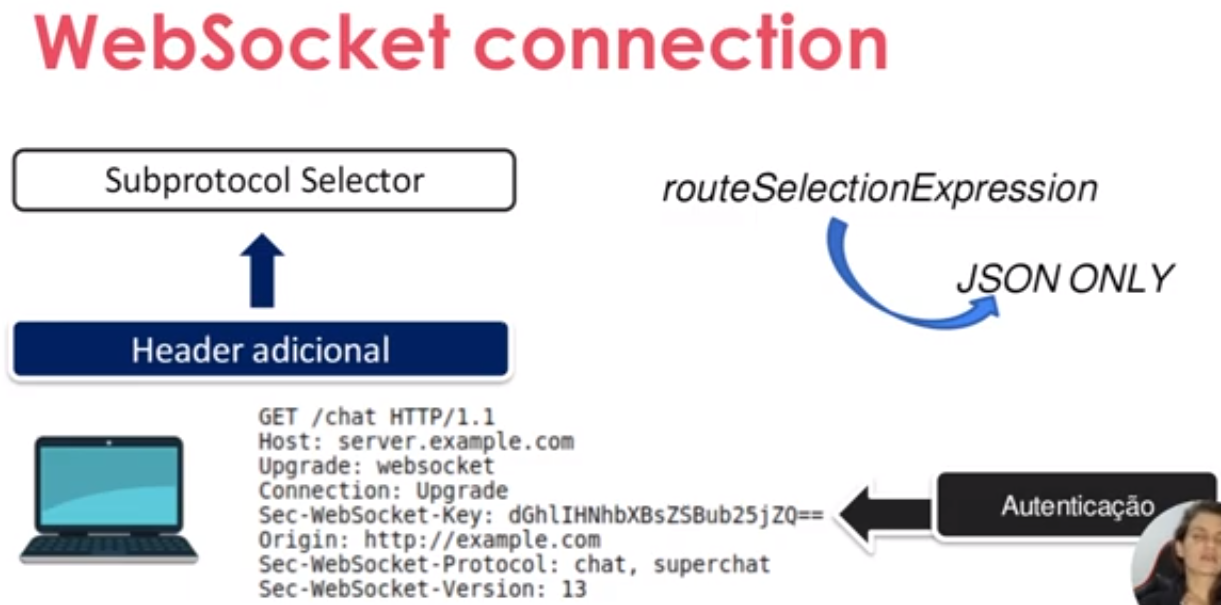 WebSocket connection
Subprotocol Selector
routeSelectionExpression
JSON ONLY
Header adicional
GET /chat HTTP/1.1
Host: server.example.com
Upgrade: websocket
Connection: Upgrade
Sec-WebSocket-Key: dGhlIHNhbXBsZSBub25jZQ==
Origin: http://example.com
Sec-WebSocket-Protocol: chat, superchat
Sec-WebSocket-Version: 13
Autenticação